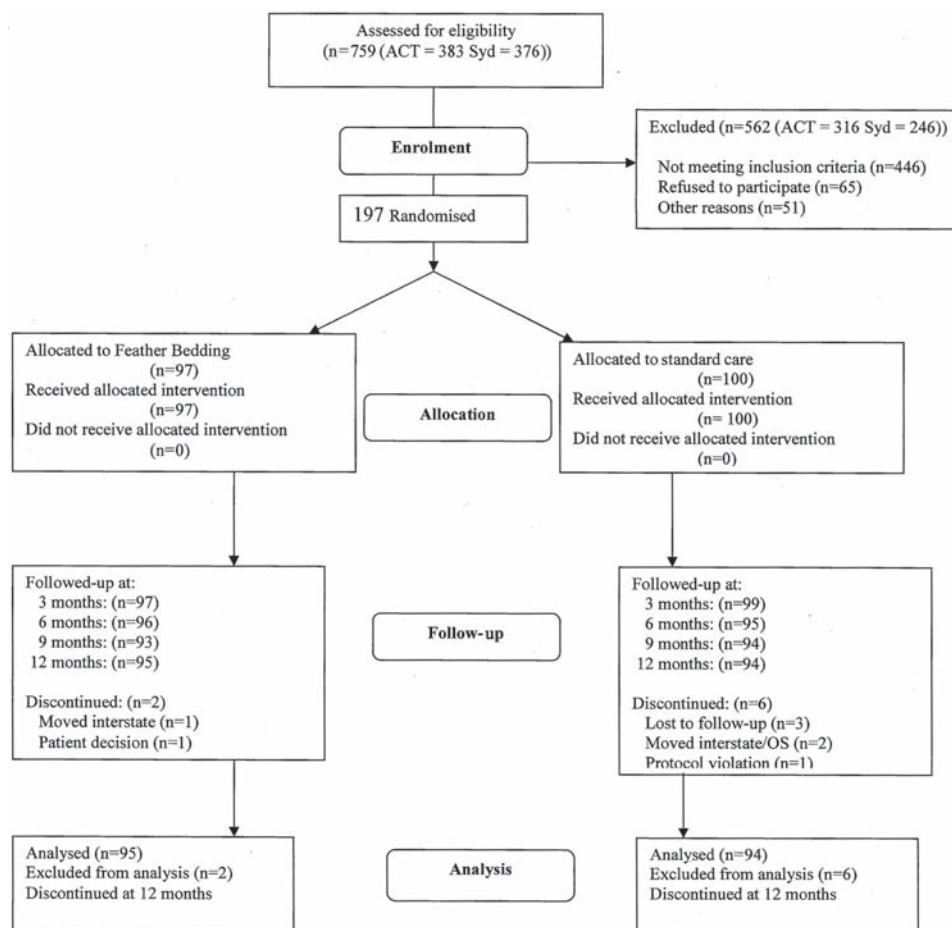 Assessed for eligibility
(n=759 (ACT = 383 Syd = 376))
Enrolment
Excluded (n=562 (ACT = 316 Syd = 246))
Not meeting inclusion criteria (n=446)
Refused to participate (n=65)
Other reasons (n=51)
197 Randomised
Allocated to Feather Bedding
(n=97)
Received allocated intervention
(n=97)
Did not receive allocated intervention
(n=0)
Allocation
Allocated to standard care
(n=100)
Received allocated intervention
(n= 100)
Did not receive allocated intervention
(n=0)
Followed-up at:
3 months: (n=97)
6 months: (n=96)
9 months: (n=93)
12 months: (n=95)
Discontinued: (n=2)
Moved interstate (n=1)
Patient decision (n=1)
Follow-up
Followed-up at:
3 months: (n=99)
6 months: (n=95)
9 months: (n=94)
12 months: (n=94)
Discontinued: (n=6)
Lost to follow-up (n=3)
Moved interstate/OS (n=2)
Protocol violation (n=1)
Analysed (n=95)
Excluded from analysis (n=2)
Discontinued at 12 months
Analysis
Analysed (n=94)
Excluded from analysis (n=6)
Discontinued at 12 months